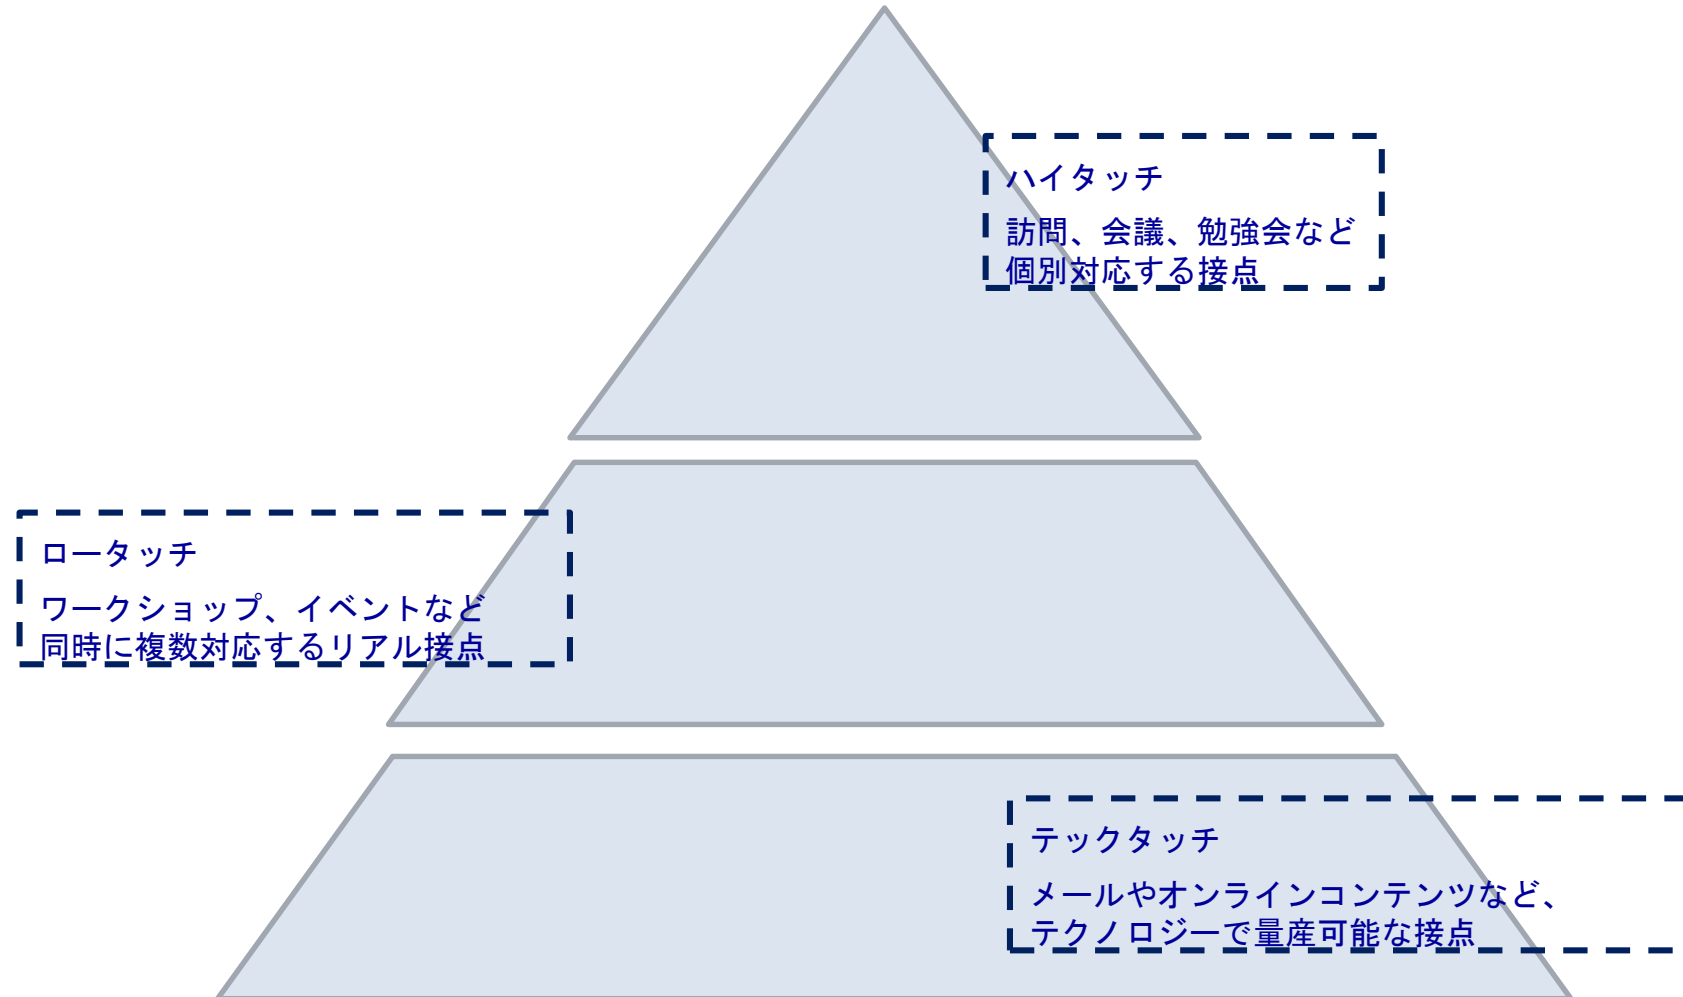 ハイタッチ
訪問、会議、勉強会など
個別対応する接点
ロータッチ
ワークショップ、イベントなど
同時に複数対応するリアル接点
テックタッチ
メールやオンラインコンテンツなど、
テクノロジーで量産可能な接点